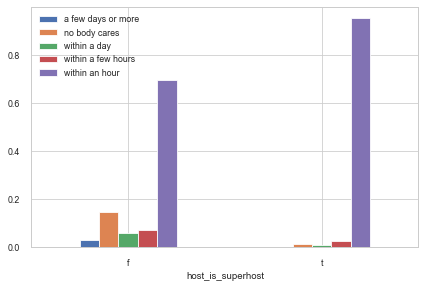 a few days or more
no body cares
within a day
within a few hours
within an hour
0.8
0.6
0.4
0.2
0.0
f
t
host_is_superhost